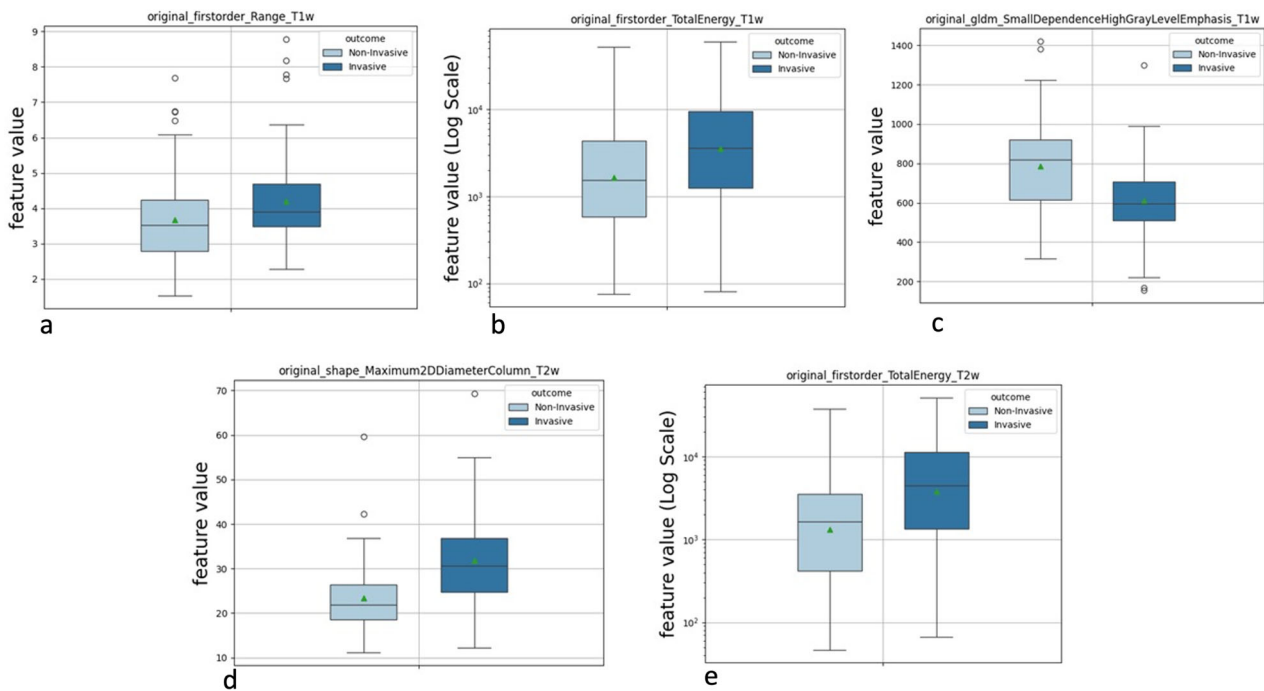 original_firstorder_Range_T1w
feature value
9
8
7
6
5
4
3
2
outcome
Non-Invasive
Invasive
a
original_firstorder_TotalEnergy_T1w
feature value (Log Scale)
10⁴
10³
10²
outcome
Non-Invasive
Invasive
b
original_gldm_SmallDependenceHighGrayLevelEmphasis_T1w
feature value
1400
1200
1000
800
600
400
200
outcome
Non-Invasive
Invasive
c
original_shape_Maximum2DDiameterColumn_T2w
feature value
70
60
50
40
30
20
10
outcome
Non-Invasive
Invasive
d
original_firstorder_TotalEnergy_T2w
feature value (Log Scale)
10⁴
10³
10²
outcome
Non-Invasive
Invasive
e